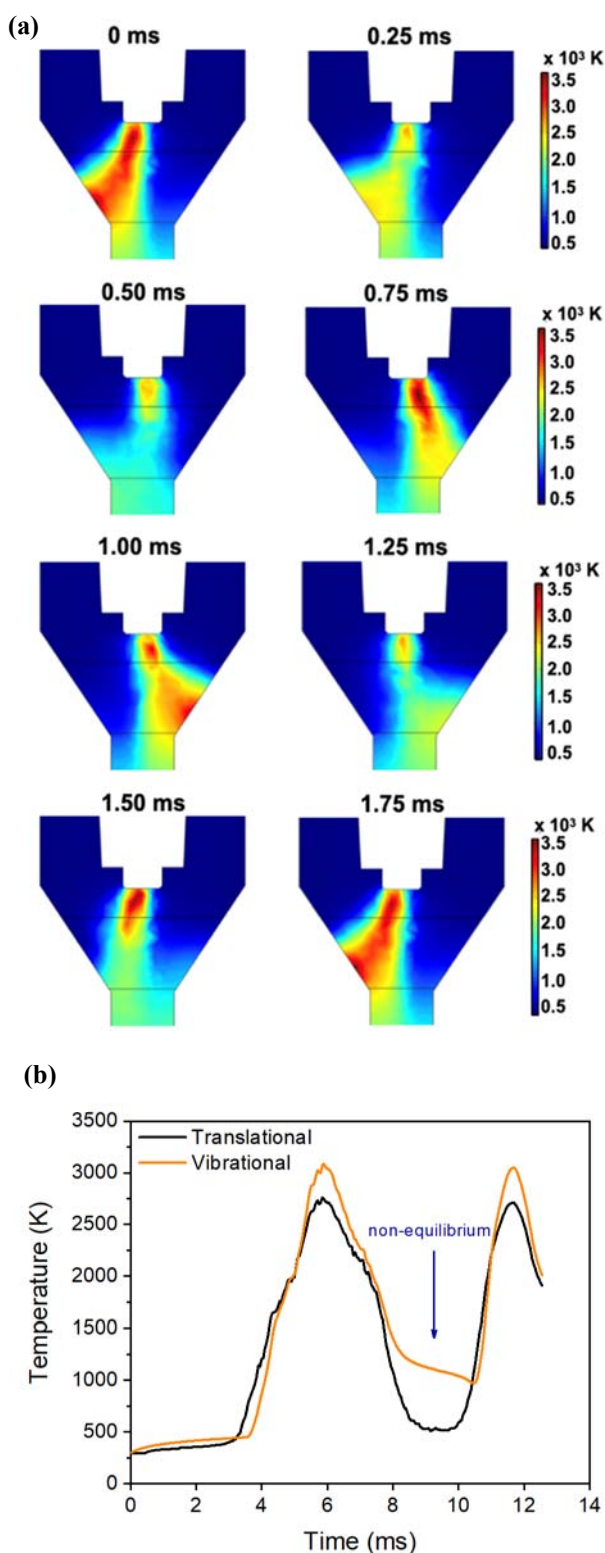 (a)
0 ms
0.25 ms
x 10³ K
3.5
3.0
2.5
2.0
1.5
1.0
0.5
0.50 ms
0.75 ms
x 10³ K
3.5
3.0
2.5
2.0
1.5
1.0
0.5
1.00 ms
1.25 ms
x 10³ K
3.5
3.0
2.5
2.0
1.5
1.0
0.5
1.50 ms
1.75 ms
x 10³ K
3.5
3.0
2.5
2.0
1.5
1.0
0.5
(b)
3500
3000
2500
2000
1500
1000
500
0
Temperature (K)
Translational
Vibrational
non-equilibrium
0 2 4 6 8 10 12 14
Time (ms)